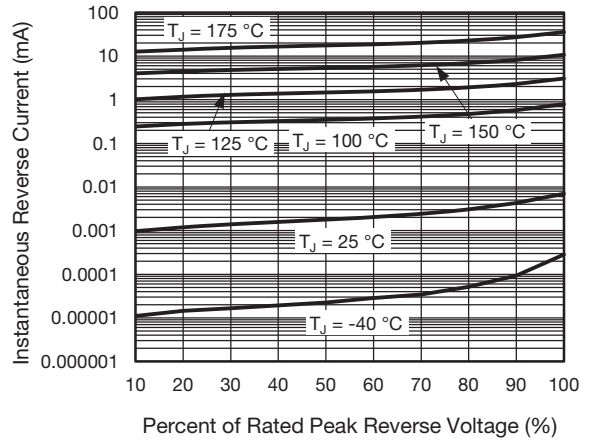 Instantaneous Reverse Current (mA)
100
10
1
0.1
0.01
0.001
0.0001
0.00001
0.000001
TJ = 175 °C
TJ = 125 °C
TJ = 100 °C
TJ = 150 °C
TJ = 25 °C
TJ = -40 °C
10 20 30 40 50 60 70 80 90 100
Percent of Rated Peak Reverse Voltage (%)